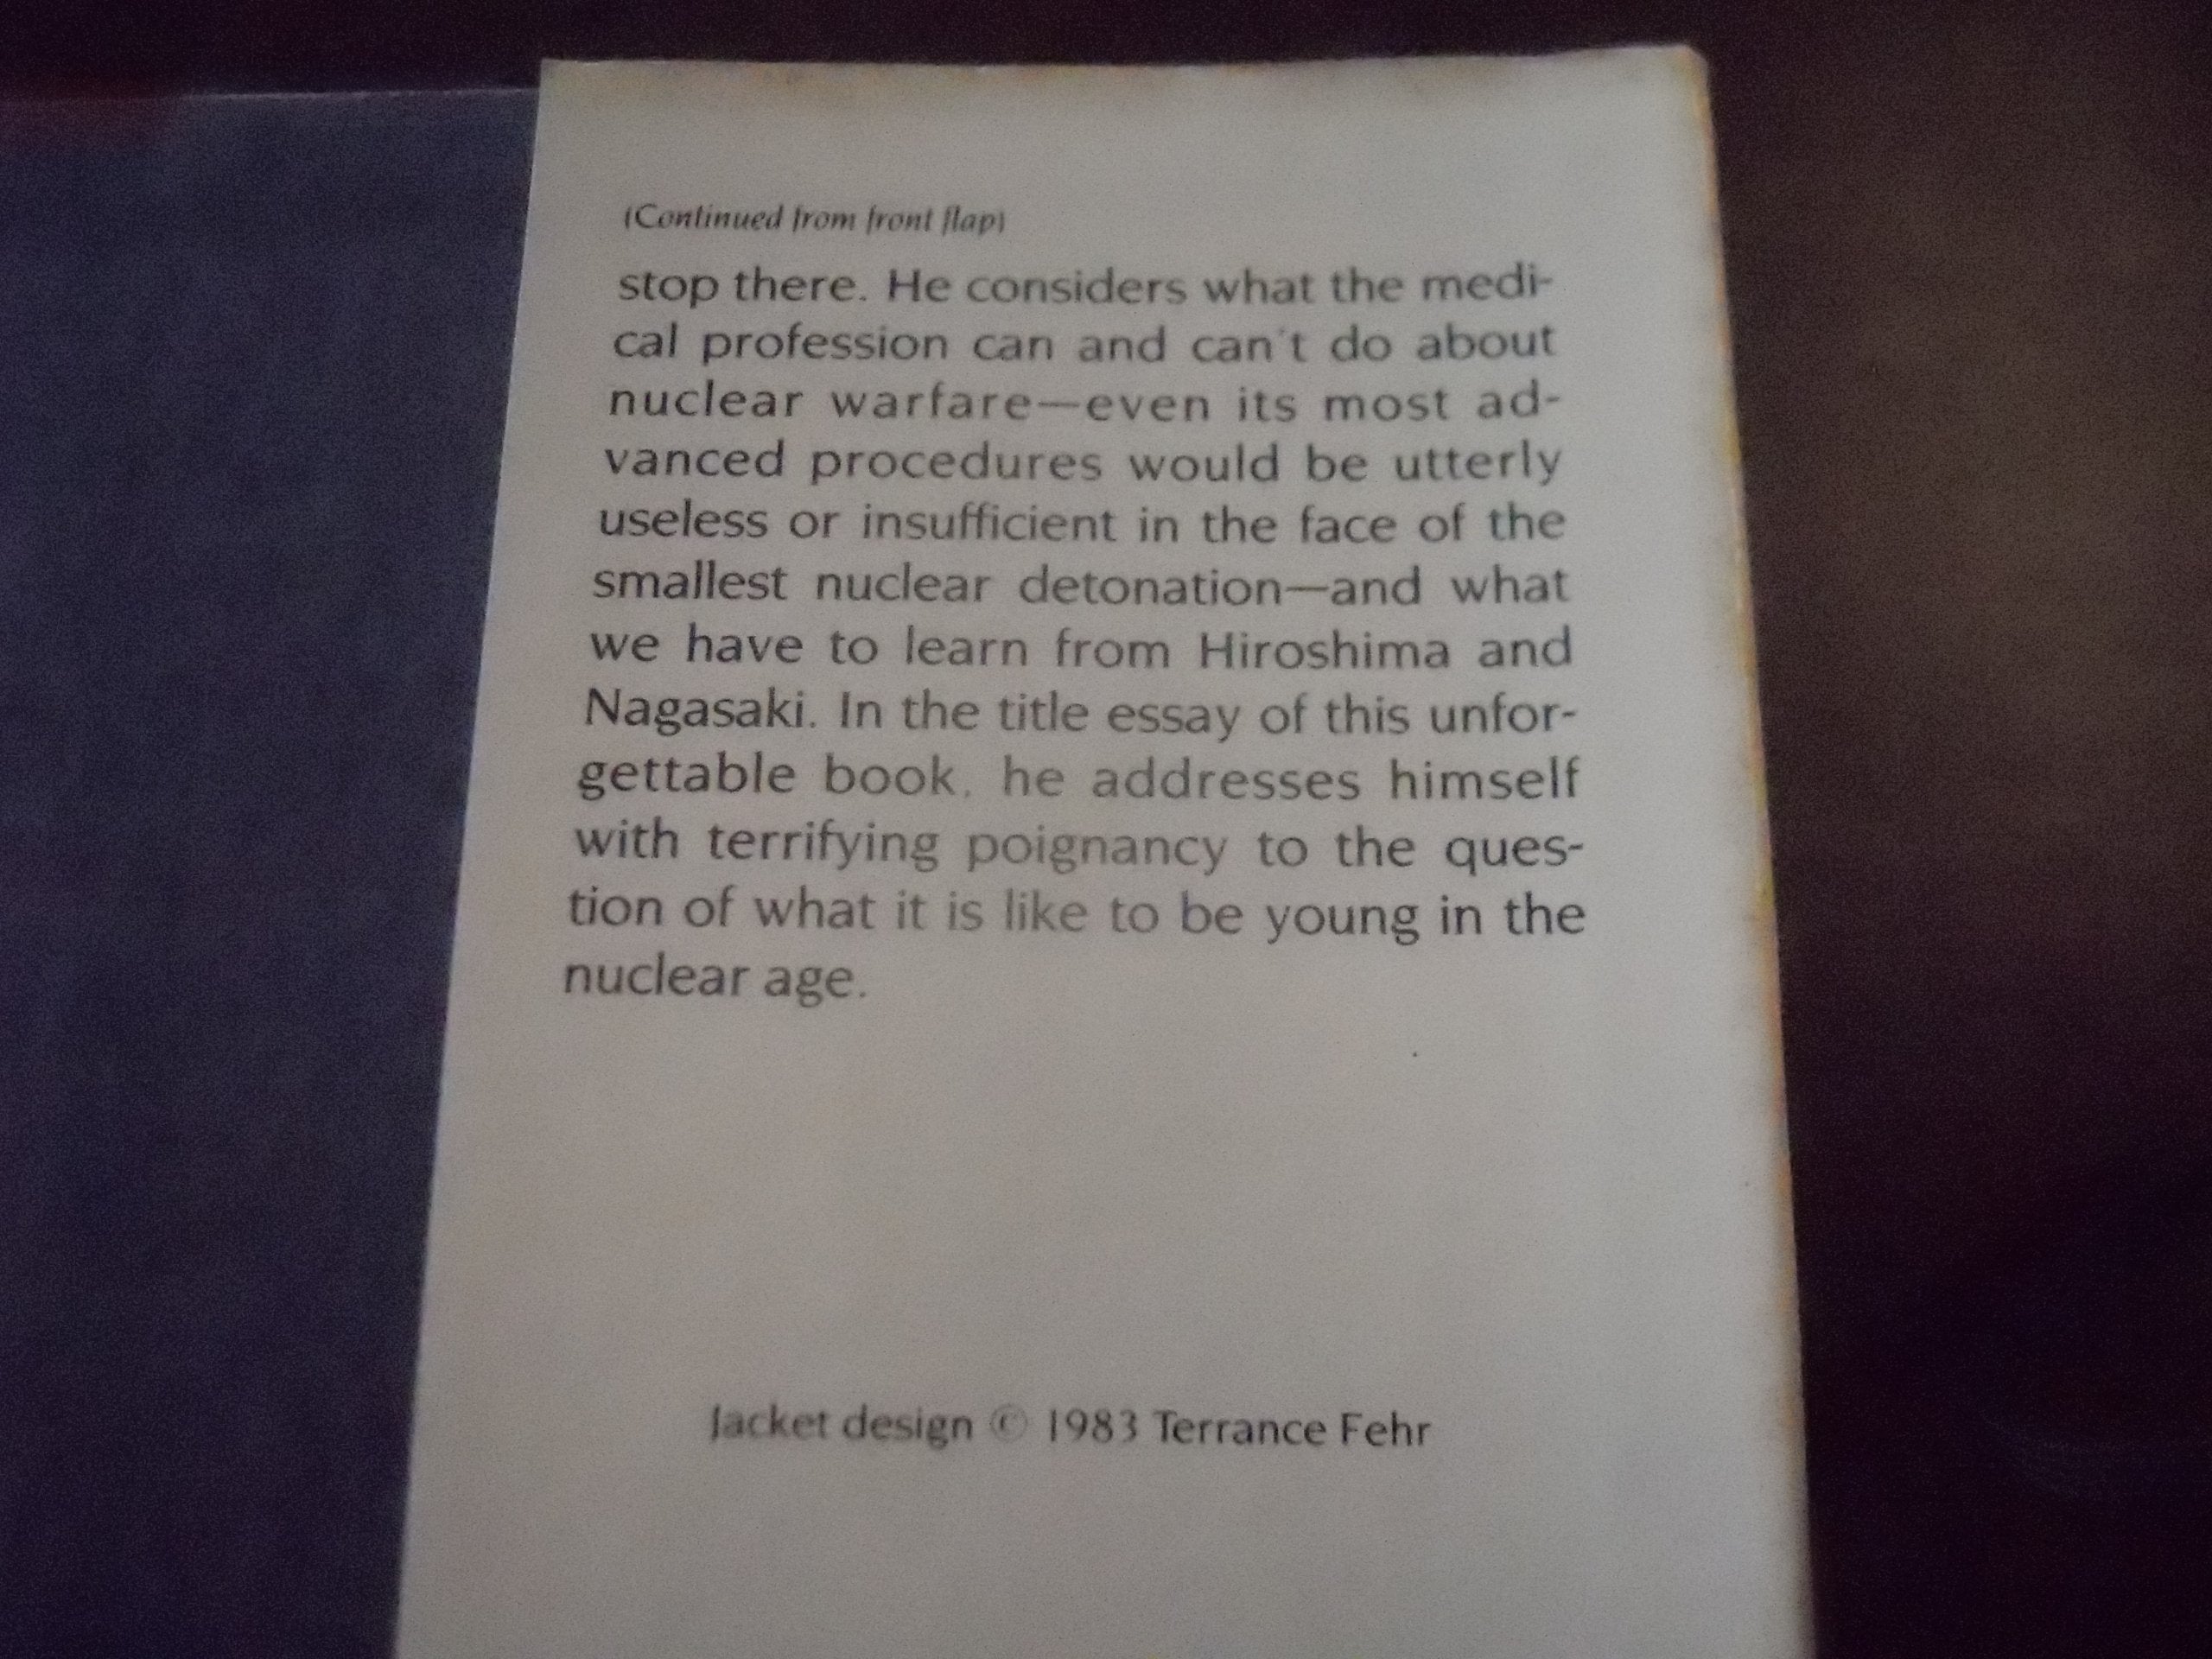 (Continued from front flap)
stop there. He considers what the medi-
cal profession can and can't do about
nuclear warfare—even its most ad-
vanced procedures would be utterly
useless or insufficient in the face of the
smallest nuclear detonation—and what
we have to learn from Hiroshima and
Nagasaki. In the title essay of this unfor-
gettable book, he addresses himself
with terrifying poignancy to the ques-
tion of what it is like to be young in the
nuclear age.
Jacket design © 1983 Terrance Fehr